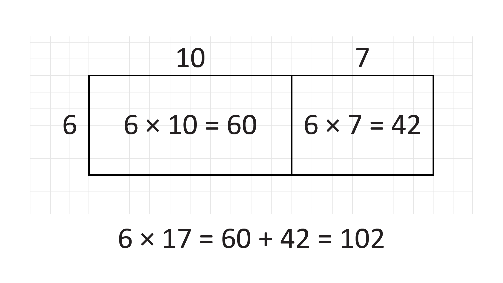 10 7
6 6 × 10 = 60 6 × 7 = 42
6 × 17 = 60 + 42 = 102